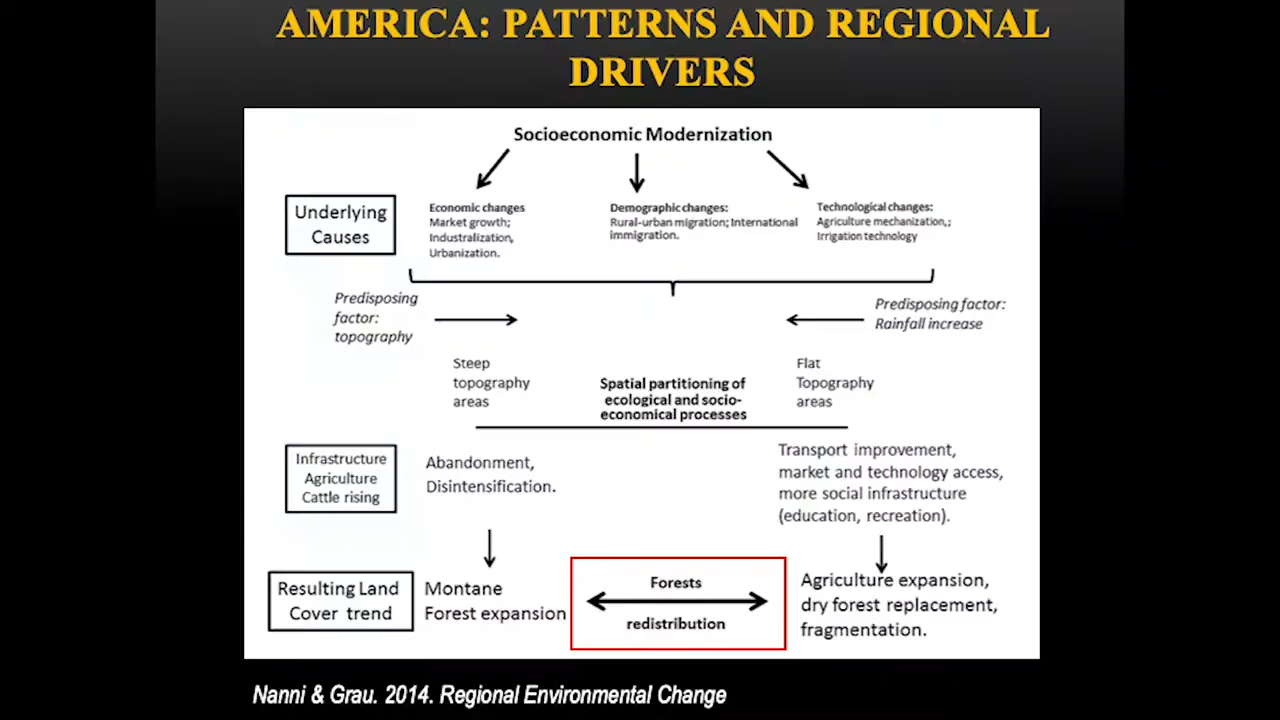 AMERICA: PATTERNS AND REGIONAL
DRIVERS
Socioeconomic Modernization
Underlying
Causes
Economic changes
Market growth;
Industralization,
Urbanization.
Demographic changes:
Rural-urban migration; International
immigration.
Technological changes:
Agriculture mechanization,;
Irrigation technology
Predisposing
factor:
topography
Predisposing factor:
Rainfall increase
Steep
topography
areas
Spatial partitioning of
ecological and socio-
economical processes
Flat
Topography
areas
Infrastructure
Agriculture
Cattle rising
Abandonment,
Disintensification.
Transport improvement,
market and technology access,
more social infrastructure
(education, recreation).
Resulting Land
Cover trend
Montane
Forest expansion
Forests
redistribution
Agriculture expansion,
dry forest replacement,
fragmentation.
Nanni & Grau. 2014. Regional Environmental Change